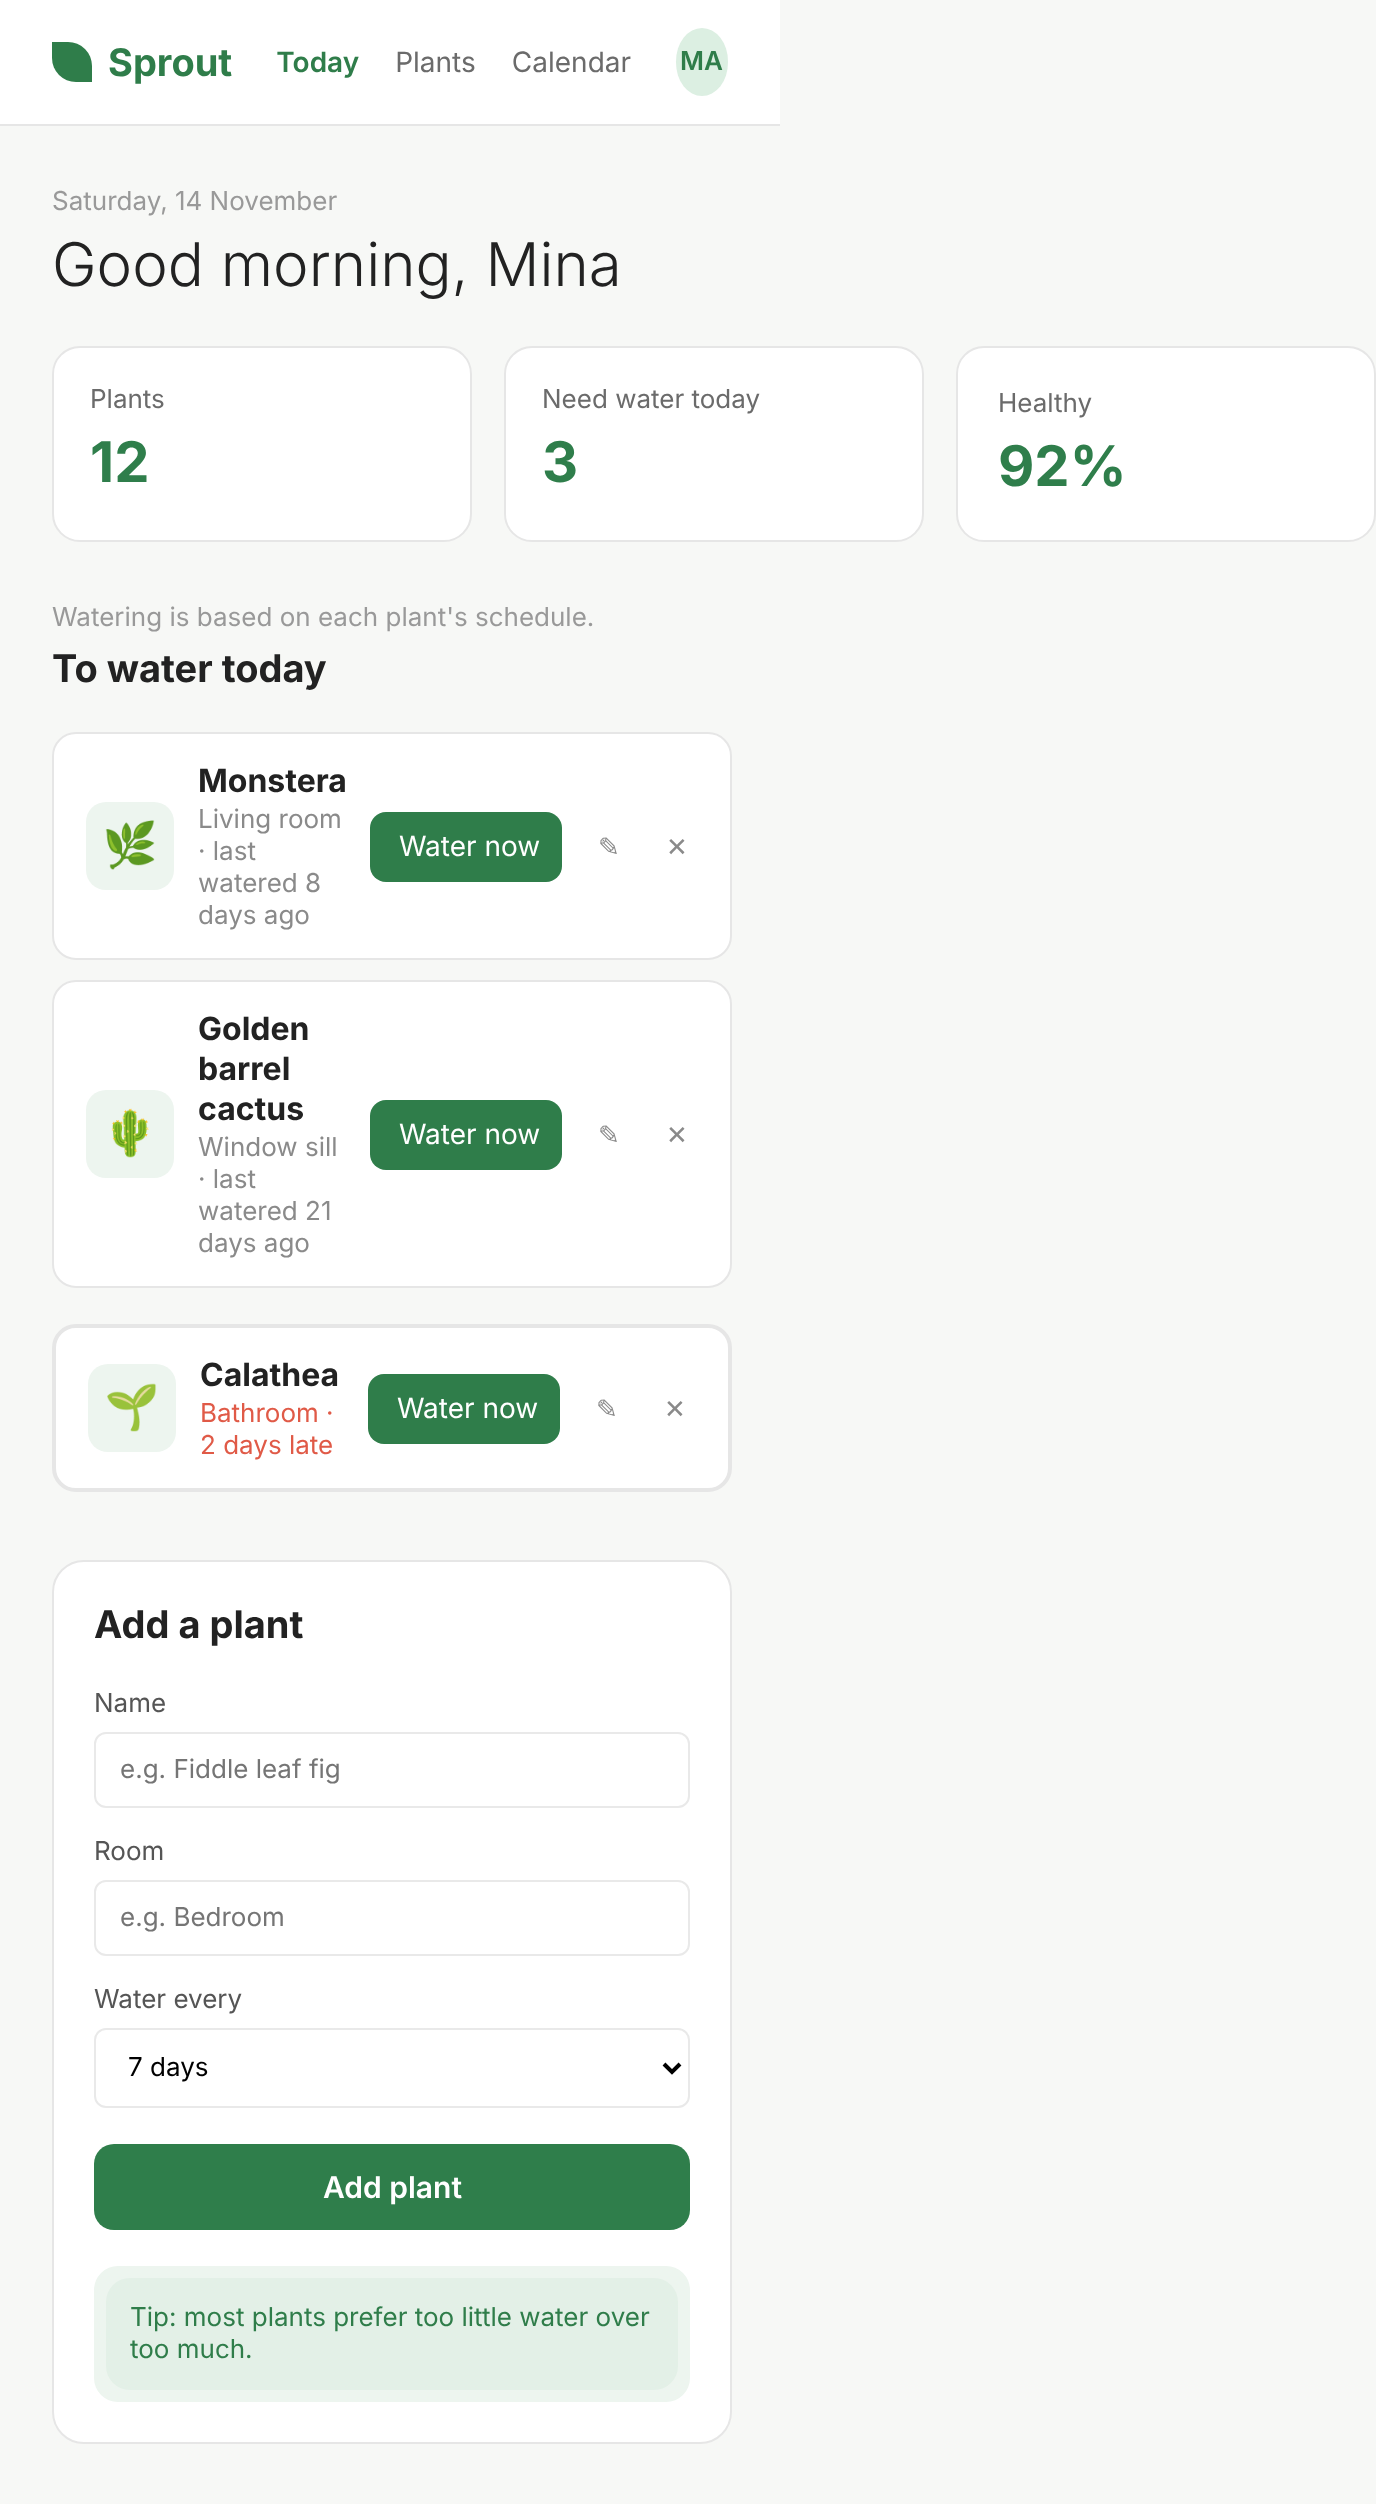 Sprout Today Plants Calendar MA
Saturday, 14 November
Good morning, Mina
Plants
12
Need water today
3
Healthy
92%
Watering is based on each plant's schedule.
To water today
Monstera
Living room
· last
watered 8
days ago
Water now ✎ ✕
Golden
barrel
cactus
Window sill
· last
watered 21
days ago
Water now ✎ ✕
Calathea
Bathroom ·
2 days late
Water now ✎ ✕
Add a plant
Name
e.g. Fiddle leaf fig
Room
e.g. Bedroom
Water every
7 days
Add plant
Tip: most plants prefer too little water over
too much.